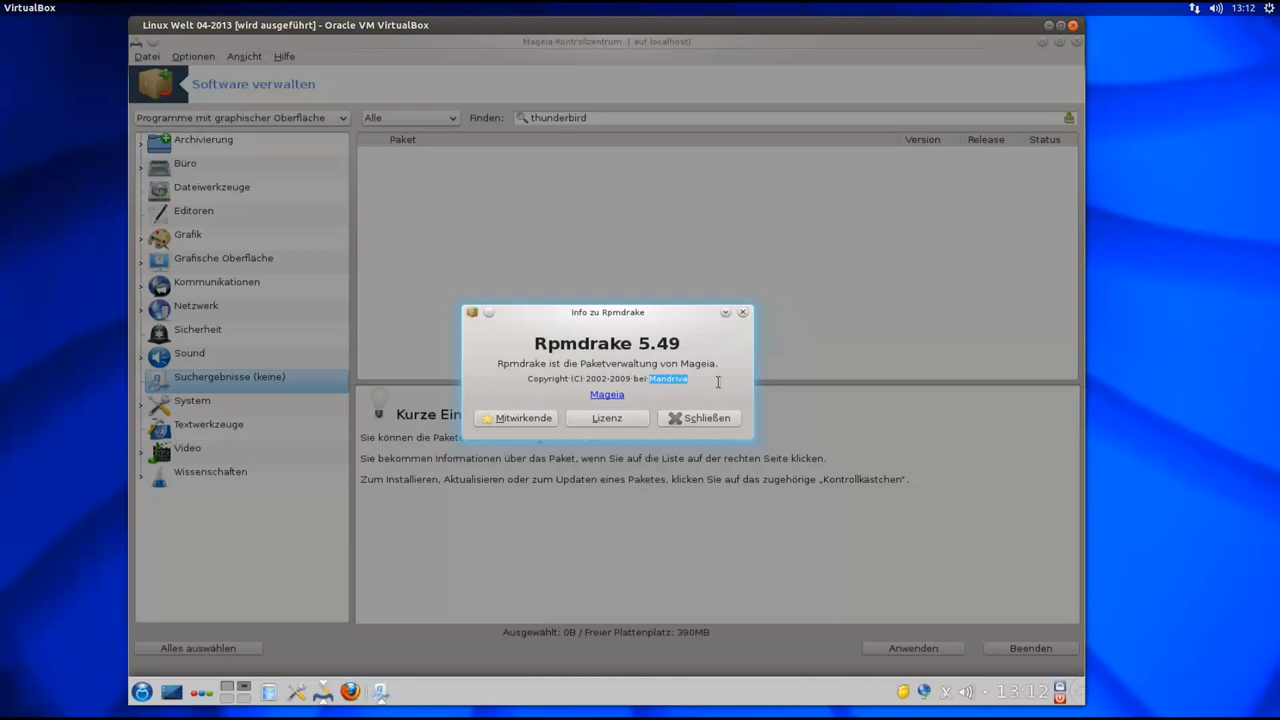 VirtualBox
13:12
Linux Welt 04-2013 [wird ausgeführt] - Oracle VM VirtualBox
Mageia-Kontrollzentrum [ auf localhost]
Datei Optionen Ansicht Hilfe
Software verwalten
Programme mit graphischer Oberfläche
Alle
Finden:
thunderbird
Paket Version Release Status
Archivierung
Büro
Dateiwerkzeuge
Editoren
Grafik
Grafische Oberfläche
Kommunikationen
Netzwerk
Sicherheit
Sound
Suchergebnisse (keine)
System
Textwerkzeuge
Video
Wissenschaften
Info zu Rpmdrake
Rpmdrake 5.49
Rpmdrake ist die Paketverwaltung von Mageia.
Copyright (C) 2002-2009 bei Mandriva
Mageia
Mitwirkende Lizenz Schließen
Kurze Ein
Sie können die Pakete
Sie bekommen Informationen über das Paket, wenn Sie auf die Liste auf der rechten Seite klicken.
Zum Installieren, Aktualisieren oder zum Updaten eines Paketes, klicken Sie auf das zugehörige „Kontrollkästchen“.
Ausgewählt: 0B / Freier Plattenplatz: 390MB
Alles auswählen Anwenden Beenden
13:12